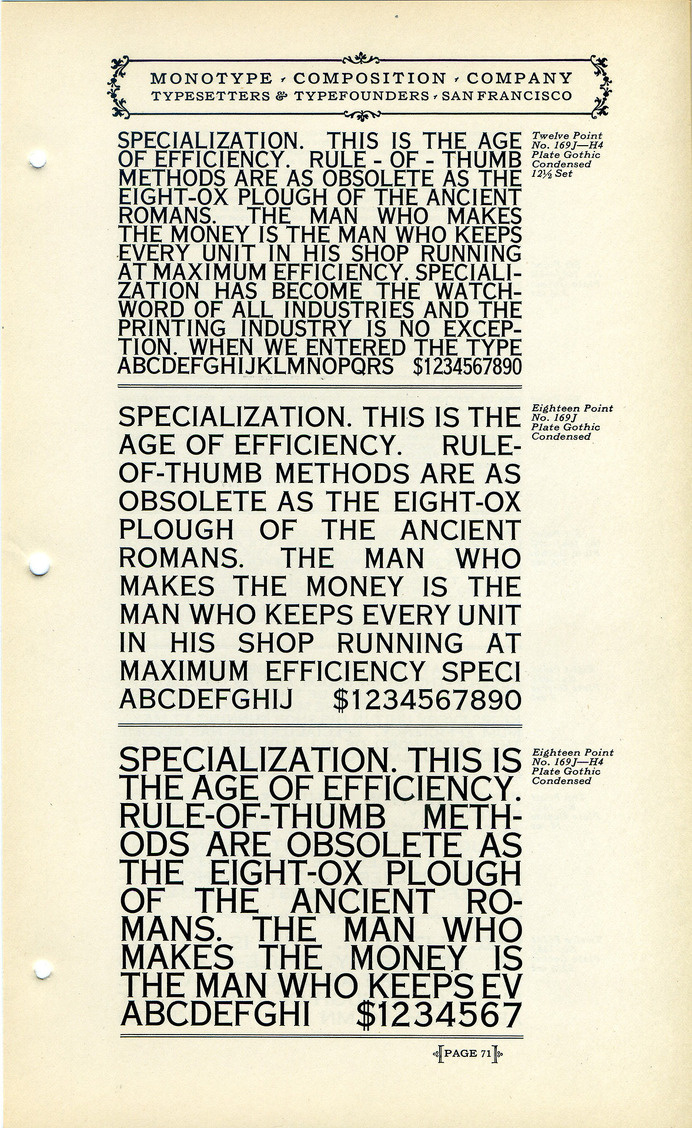 MONOTYPE , COMPOSITION , COMPANY
TYPESETTERS & TYPEFOUNDERS , SAN FRANCISCO
SPECIALIZATION. THIS IS THE AGE
OF EFFICIENCY. RULE - OF - THUMB
METHODS ARE AS OBSOLETE AS THE
EIGHT-OX PLOUGH OF THE ANCIENT
ROMANS. THE MAN WHO MAKES
THE MONEY IS THE MAN WHO KEEPS
EVERY UNIT IN HIS SHOP RUNNING
AT MAXIMUM EFFICIENCY. SPECIALI-
ZATION HAS BECOME THE WATCH-
WORD OF ALL INDUSTRIES AND THE
PRINTING INDUSTRY IS NO EXCEP-
TION. WHEN WE ENTERED THE TYPE
ABCDEFGHIJKLMNOPQRS $1234567890
Twelve Point
No. 169J—H4
Plate Gothic
Condensed
12½ Set
SPECIALIZATION. THIS IS THE
AGE OF EFFICIENCY. RULE-
OF-THUMB METHODS ARE AS
OBSOLETE AS THE EIGHT-OX
PLOUGH OF THE ANCIENT
ROMANS. THE MAN WHO
MAKES THE MONEY IS THE
MAN WHO KEEPS EVERY UNIT
IN HIS SHOP RUNNING AT
MAXIMUM EFFICIENCY SPECI
ABCDEFGHIJ $1234567890
Eighteen Point
No. 169J
Plate Gothic
Condensed
SPECIALIZATION. THIS IS
THE AGE OF EFFICIENCY.
RULE-OF-THUMB METH-
ODS ARE OBSOLETE AS
THE EIGHT-OX PLOUGH
OF THE ANCIENT RO-
MANS. THE MAN WHO
MAKES THE MONEY IS
THE MAN WHO KEEPS EV
ABCDEFGHI $1234567
Eighteen Point
No. 169J—H4
Plate Gothic
Condensed
PAGE 71